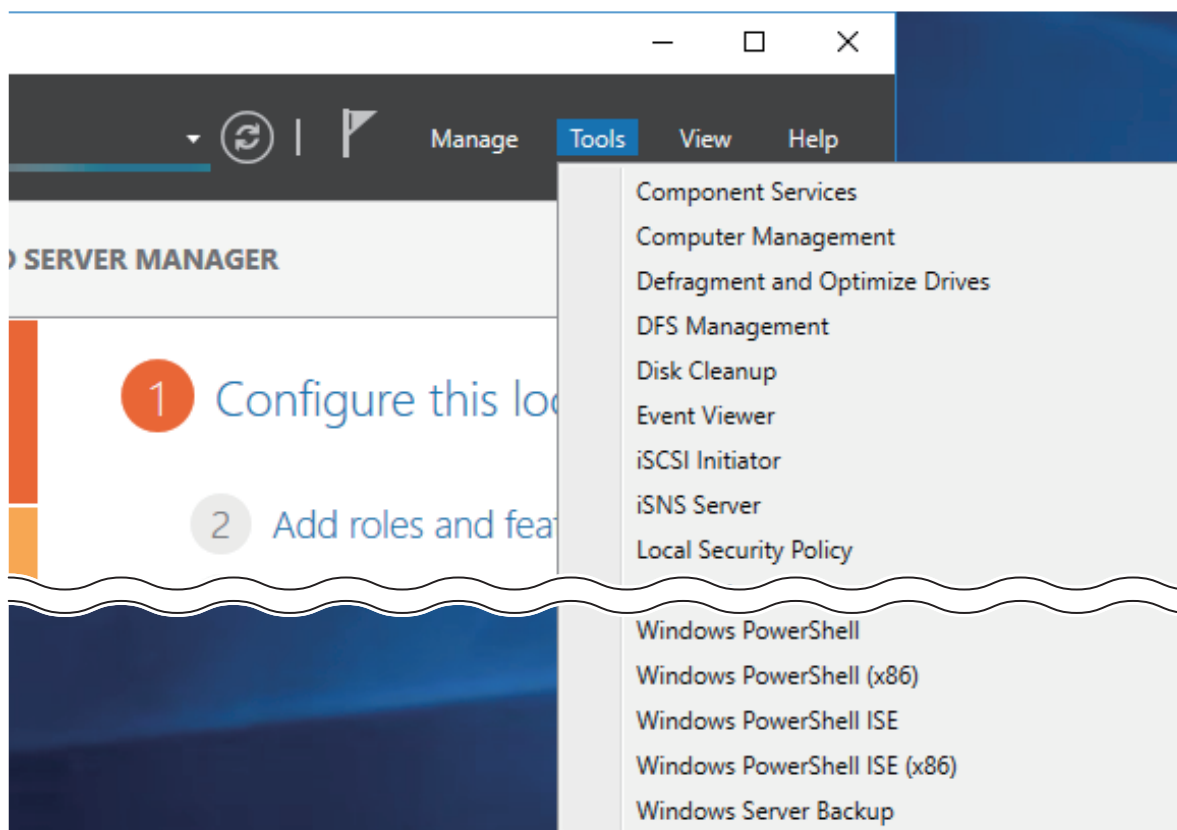 Manage Tools View Help
SERVER MANAGER
1 Configure this loc
2 Add roles and fea
Component Services
Computer Management
Defragment and Optimize Drives
DFS Management
Disk Cleanup
Event Viewer
iSCSI Initiator
iSNS Server
Local Security Policy
Windows PowerShell
Windows PowerShell (x86)
Windows PowerShell ISE
Windows PowerShell ISE (x86)
Windows Server Backup